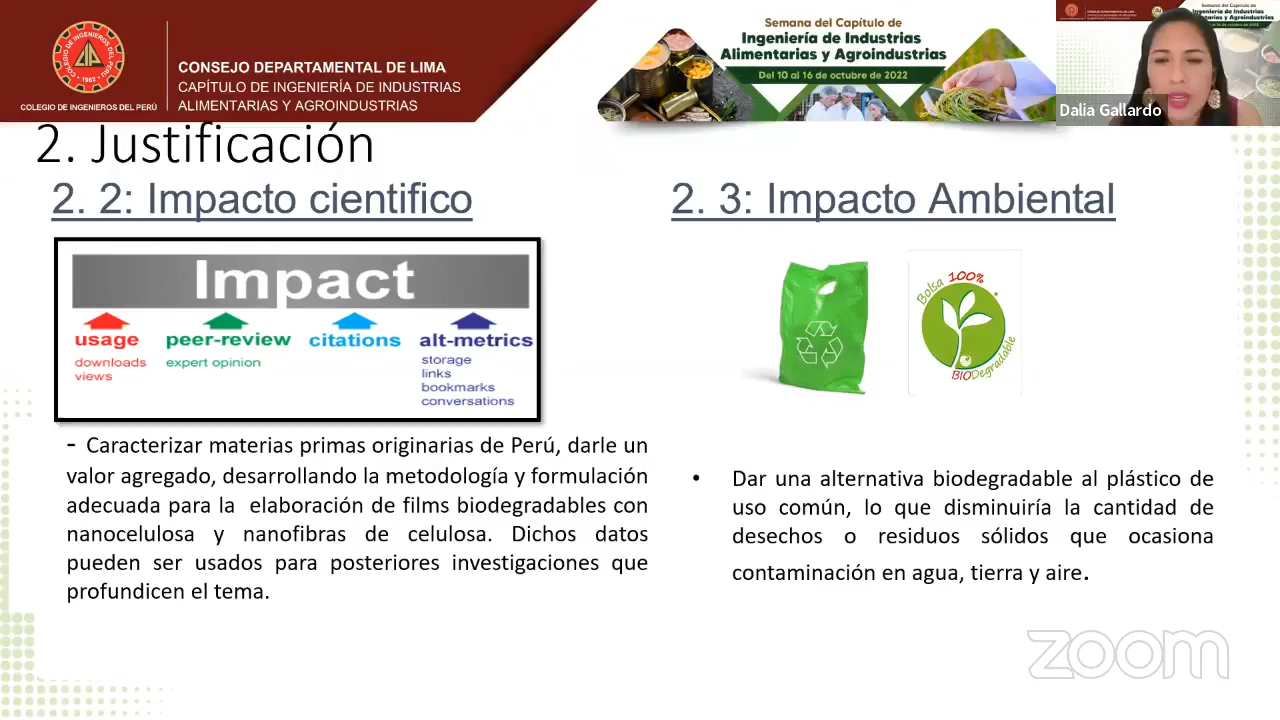 COLEGIO DE INGENIEROS DEL PERÚ
1962
COLEGIO DE INGENIEROS DEL PERÚ
CONSEJO DEPARTAMENTAL DE LIMA
CAPÍTULO DE INGENIERÍA DE INDUSTRIAS
ALIMENTARIAS Y AGROINDUSTRIAS
Semana del Capítulo de
Ingeniería de Industrias
Alimentarias y Agroindustrias
Del 10 al 16 de octubre de 2022
Dalia Gallardo
2. Justificación
2. 2: Impacto cientifico
Impact
usage
downloads
views
peer-review
expert opinion
citations
alt-metrics
storage
links
bookmarks
conversations
- Caracterizar materias primas originarias de Perú, darle un
valor agregado, desarrollando la metodología y formulación
adecuada para la elaboración de films biodegradables con
nanocelulosa y nanofibras de celulosa. Dichos datos
pueden ser usados para posteriores investigaciones que
profundicen el tema.
2. 3: Impacto Ambiental
Bolsa 100%
BIODegradable
• Dar una alternativa biodegradable al plástico de
uso común, lo que disminuiría la cantidad de
desechos o residuos sólidos que ocasiona
contaminación en agua, tierra y aire.
zoom